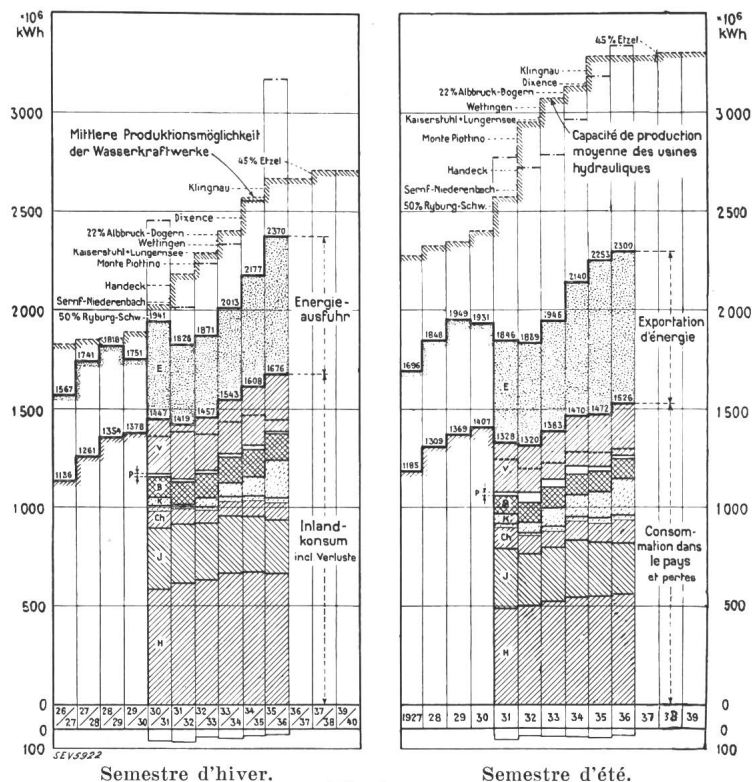 ×10⁶
kWh
3000
2500
2000
1500
1000
500
0
0
100
Mittlere Produktionsmöglichkeit
der Wasserkraftwerke
45% Etzel
Klingnau
Dixence
22% Albbruck-Dogern
Wettingen
Kaiserstuhl+Lungernsee
Monte Piottino
Handeck
Sernf-Niederenbach
50% Ryburg-Schw.
2370
2177
2013
1941
1871
1826
1818
1751
1741
1567
Energie-
ausfuhr
1676
1608
1543
1457
1447
1419
1378
1354
1261
1136
E
V
P
B
K
Ch
J
H
Inland-
konsum
incl Verluste
26/27 27/28 28/29 29/30 30/31 31/32 32/33 33/34 34/35 35/36 36/37 37/38 39/40
SEV5922
Semestre d'hiver.
×10⁶
kWh
3000
2500
2000
1500
1000
500
0
0
100
45% Etzel
Klingnau
Dixence
22% Albbruck-Dogern
Wettingen
Kaiserstuhl+Lungernsee
Monte Piottino
Handeck
Sernf-Niederenbach
50% Ryburg-Schw.
Capacité de production
moyenne des usines
hydrauliques
2300
2253
2140
1949
1946
1931
1848
1846
1839
1696
Exportation
d'énergie
1526
1472
1470
1407
1383
1369
1328
1320
1309
1185
E
V
P
B
K
Ch
J
H
Consom-
mation dans
le pays
et pertes
1927 28 29 30 31 32 33 34 35 36 37 38 39
Semestre d'été.